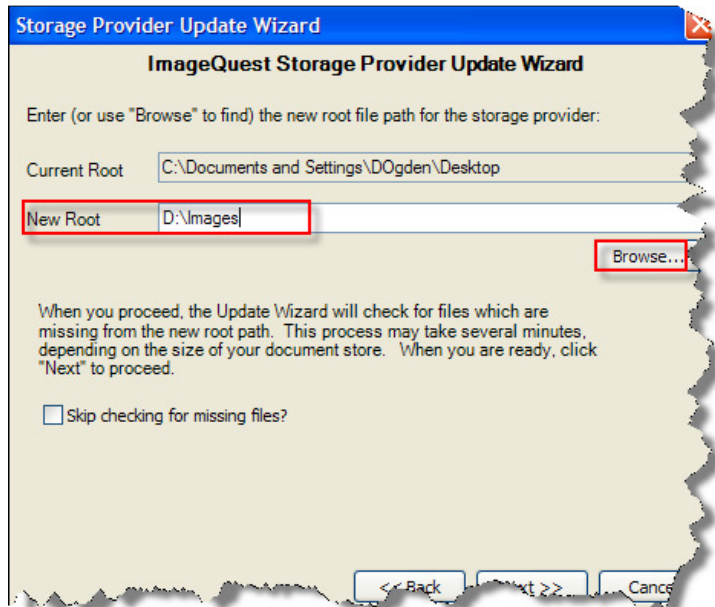 Storage Provider Update Wizard
ImageQuest Storage Provider Update Wizard
Enter (or use "Browse" to find) the new root file path for the storage provider:
Current Root C:\Documents and Settings\DOgden\Desktop
New Root D:\Images
Browse...
When you proceed, the Update Wizard will check for files which are
missing from the new root path. This process may take several minutes,
depending on the size of your document store. When you are ready, click
"Next" to proceed.
Skip checking for missing files?
<< Back